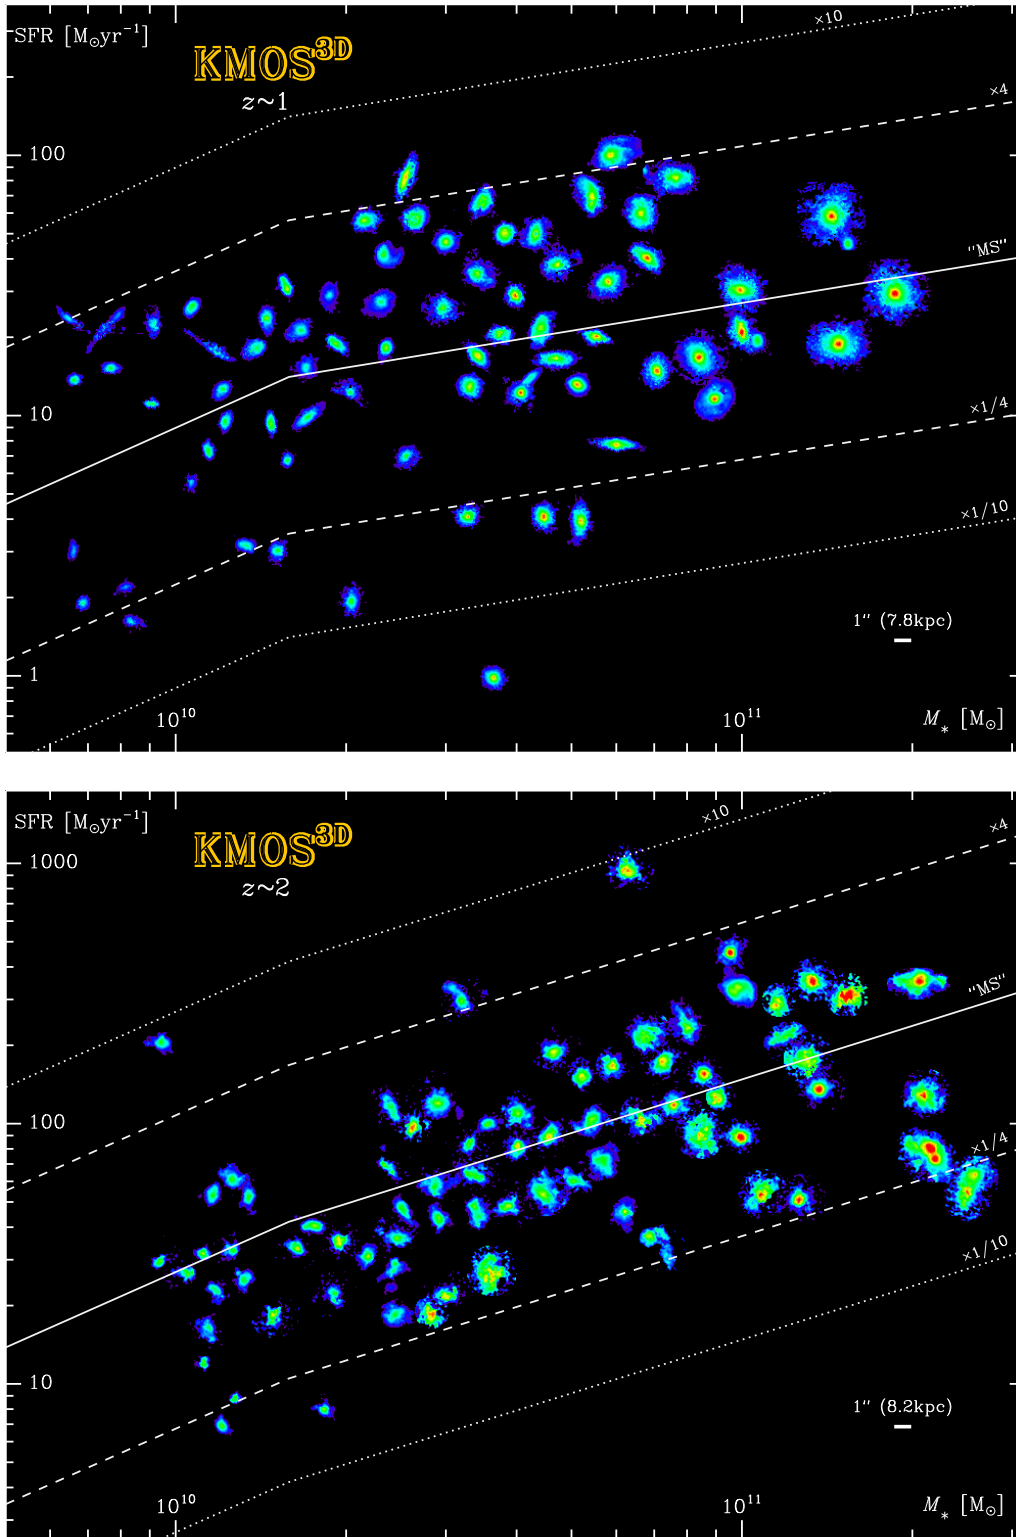 ×10
SFR [M⊙yr⁻¹]
KMOS³ᴰ
z~1
×4
100
"MS"
10
×1/4
×1/10
1″ (7.8kpc)
1
10¹⁰
10¹¹
M* [M⊙]
SFR [M⊙yr⁻¹]
×10
×4
KMOS³ᴰ
1000
z~2
"MS"
100
×1/4
×1/10
10
1″ (8.2kpc)
10¹⁰
10¹¹
M* [M⊙]